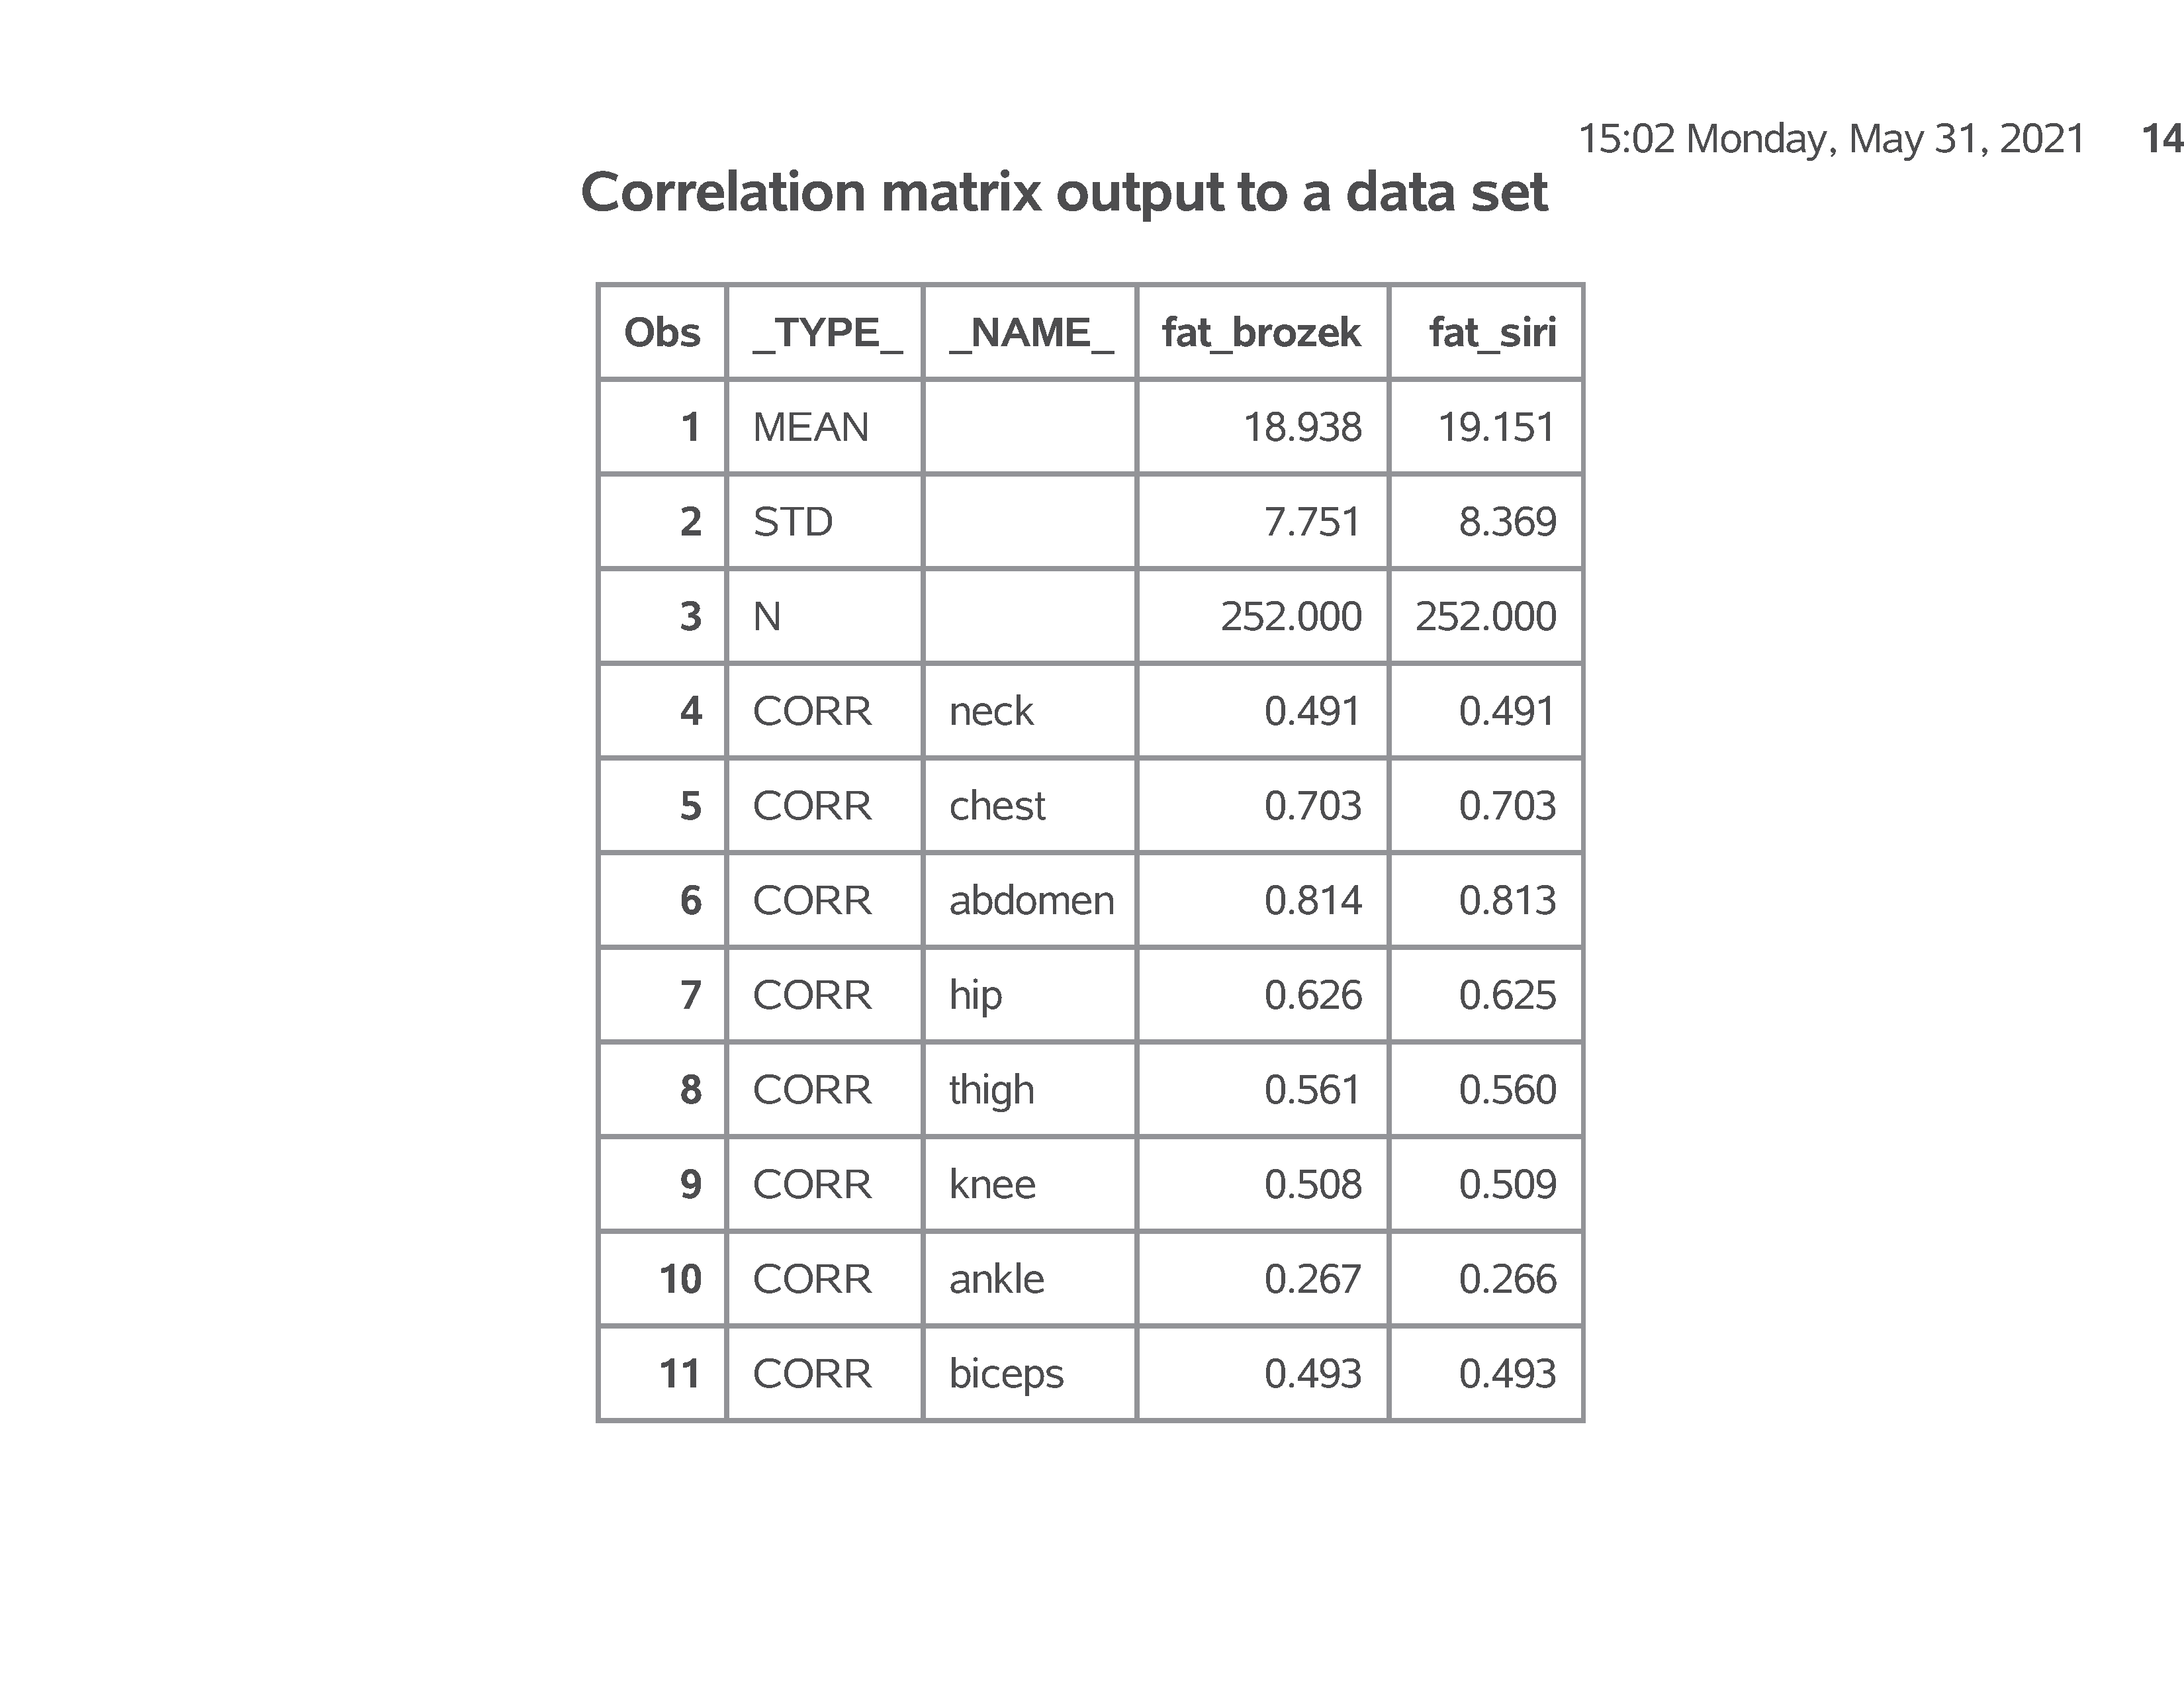 15:02 Monday, May 31, 2021 14
Correlation matrix output to a data set
Obs _TYPE_ _NAME_ fat_brozek fat_siri
1 MEAN 18.938 19.151
2 STD 7.751 8.369
3 N 252.000 252.000
4 CORR neck 0.491 0.491
5 CORR chest 0.703 0.703
6 CORR abdomen 0.814 0.813
7 CORR hip 0.626 0.625
8 CORR thigh 0.561 0.560
9 CORR knee 0.508 0.509
10 CORR ankle 0.267 0.266
11 CORR biceps 0.493 0.493